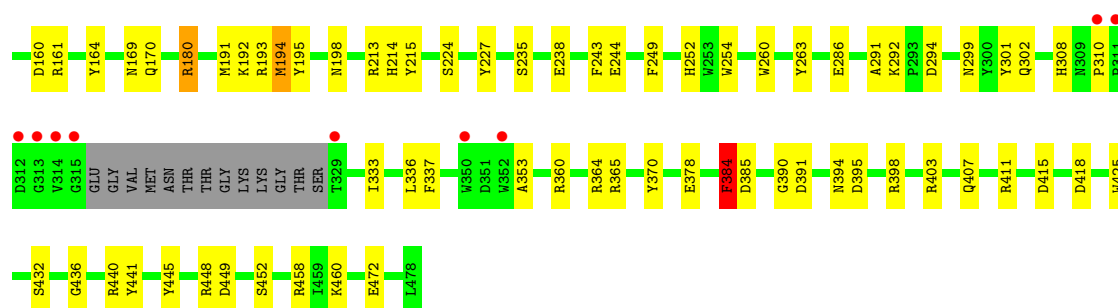 D160 R161 Y164 N169 Q170 R180 M191 K192 R193 M194 Y195 N198 R213 H214 Y215 S224 Y227 S235 E238 F243 E244 F249 H252 W253 W254 W260 Y263 E286 A291 K292 P293 D294 N299 Y300 Y301 Q302 H308 N309 P310
D312 G313 V314 G315 GLU GLY VAL MET ASN THR THR GLY LYS LYS GLY THR SER T329 I333 L336 F337 W350 D351 W352 A353 R360 R364 R365 Y370 E378 F384 D385 G390 D391 N394 D395 R398 R403 Q407 R411 D415 D418
S432 G436 R440 Y441 Y445 R448 D449 S452 R458 I459 K460 E472 L478